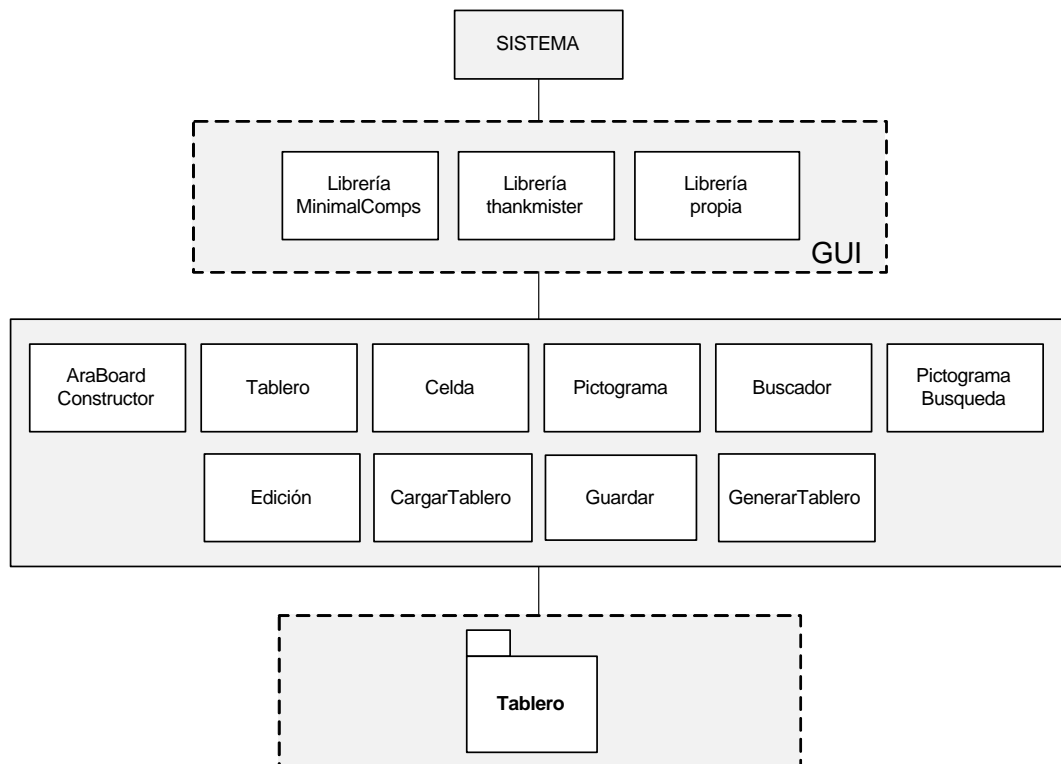 SISTEMA
Librería
MinimalComps
Librería
thankmister
Librería
propia
GUI
AraBoard
Constructor
Tablero
Celda
Pictograma
Buscador
Pictograma
Busqueda
Edición
CargarTablero
Guardar
GenerarTablero
Tablero